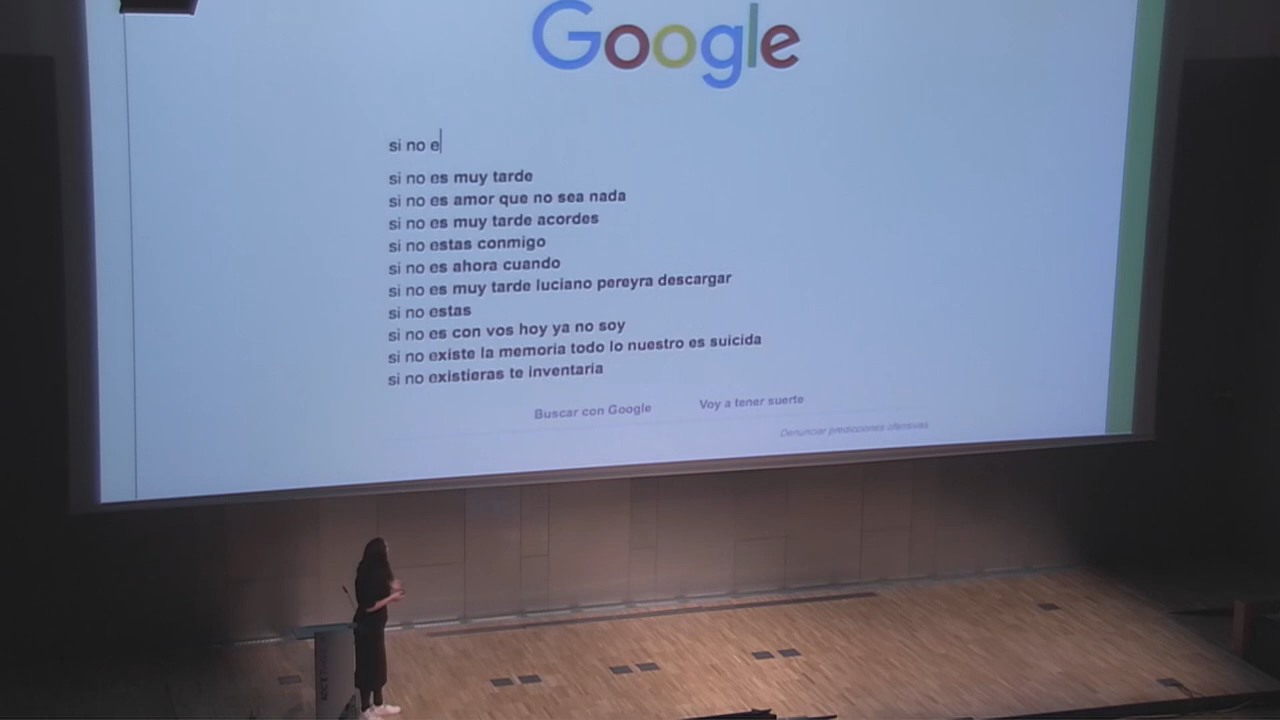 Google
si no e
si no es muy tarde
si no es amor que no sea nada
si no es muy tarde acordes
si no estas conmigo
si no es ahora cuando
si no es muy tarde luciano pereyra descargar
si no estas
si no es con vos hoy ya no soy
si no existe la memoria todo lo nuestro es suicida
si no existieras te inventaria
Buscar con Google Voy a tener suerte
Denunciar predicciones ofensivas